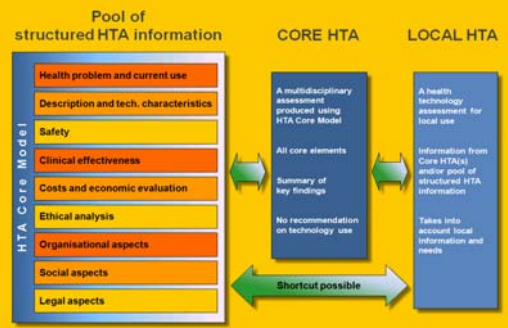 Pool of
structured HTA information
CORE HTA
LOCAL HTA
HTA Core Model
Health problem and current use
Description and tech. characteristics
Safety
Clinical effectiveness
Costs and economic evaluation
Ethical analysis
Organisational aspects
Social aspects
Legal aspects
A multidisciplinary
assessment
produced using
HTA Core Model
All core elements
Summary of
key findings
No recommendation
on technology use
A health
technology
assessment for
local use
Information from
Core HTA(s)
and/or pool of
structured HTA
information
Takes into
account local
information and
needs
Shortcut possible